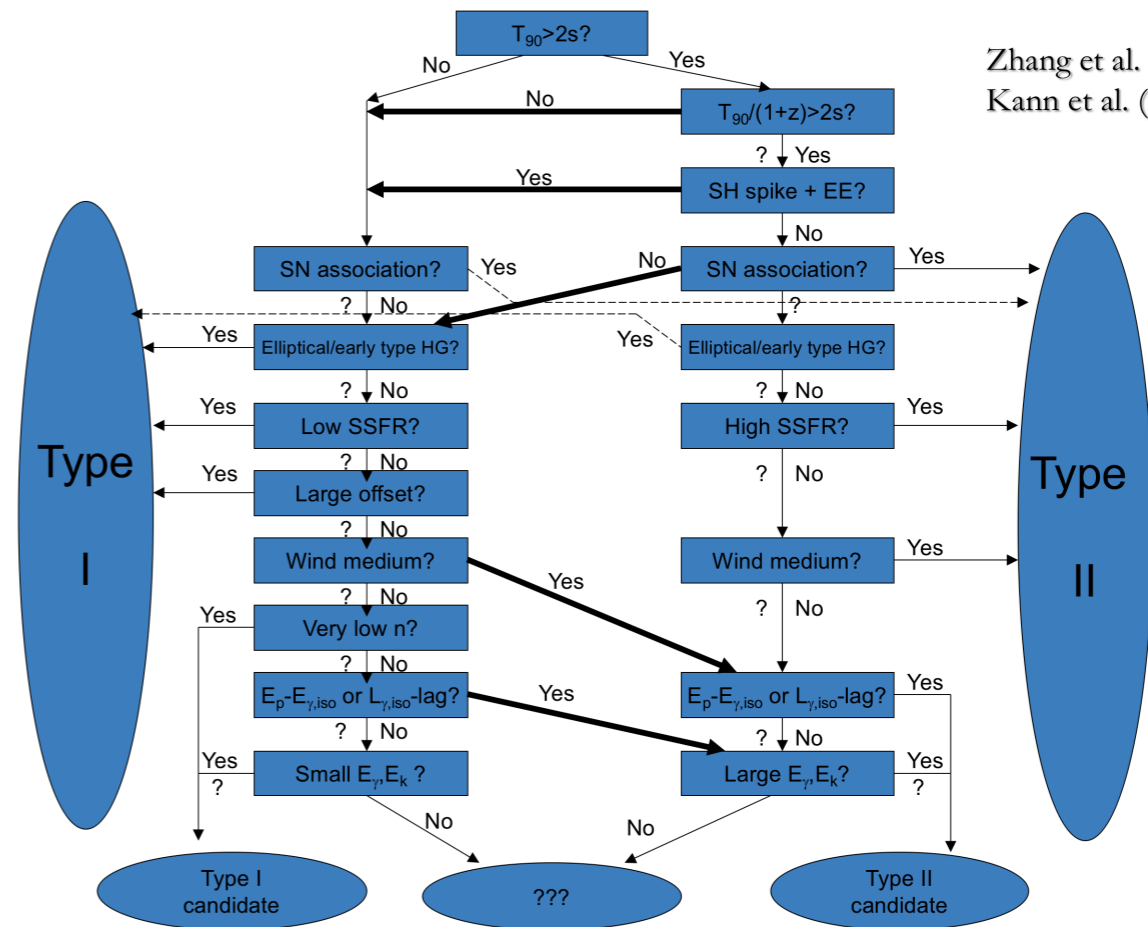 T90>2s?
No
Yes
Zhang et al.
Kann et al. (
No
T90/(1+z)>2s?
? Yes
Yes
SH spike + EE?
No
SN association?
Yes
No
SN association?
Yes
? No
?
Yes
Elliptical/early type HG?
Yes
Elliptical/early type HG?
? No
? No
Yes
Low SSFR?
High SSFR?
Yes
Type
I
? No
? No
Type
II
Yes
Large offset?
? No
Wind medium?
Yes
Wind medium?
Yes
? No
? No
Yes
Very low n?
? No
Ep-Eγ,iso or Lγ,iso-lag?
Yes
Ep-Eγ,iso or Lγ,iso-lag?
Yes
? No
? No
Yes
?
Small Eγ,Ek ?
Large Eγ,Ek?
Yes
?
No
No
Type I
candidate
???
Type II
candidate